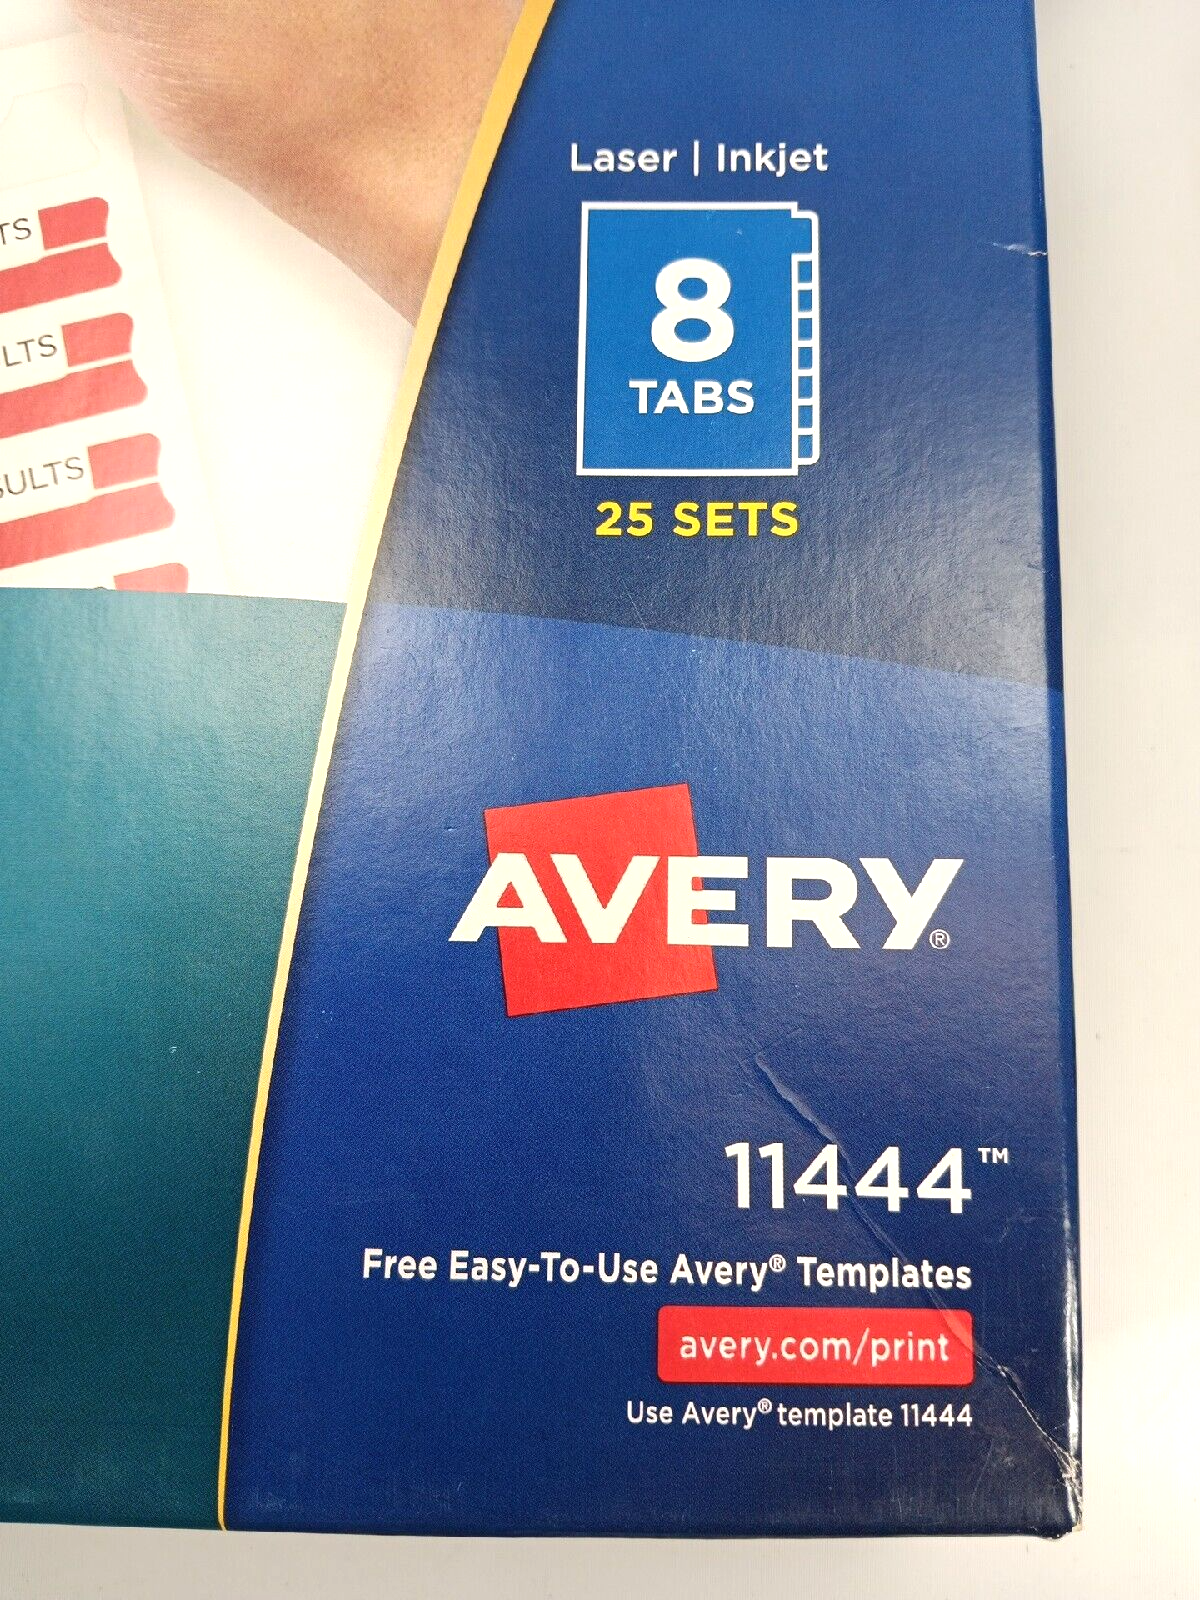 Laser | Inkjet
8
TABS
25 SETS
TS
LTS
SULTS
AVERY®
11444™
Free Easy-To-Use Avery® Templates
avery.com/print
Use Avery® template 11444